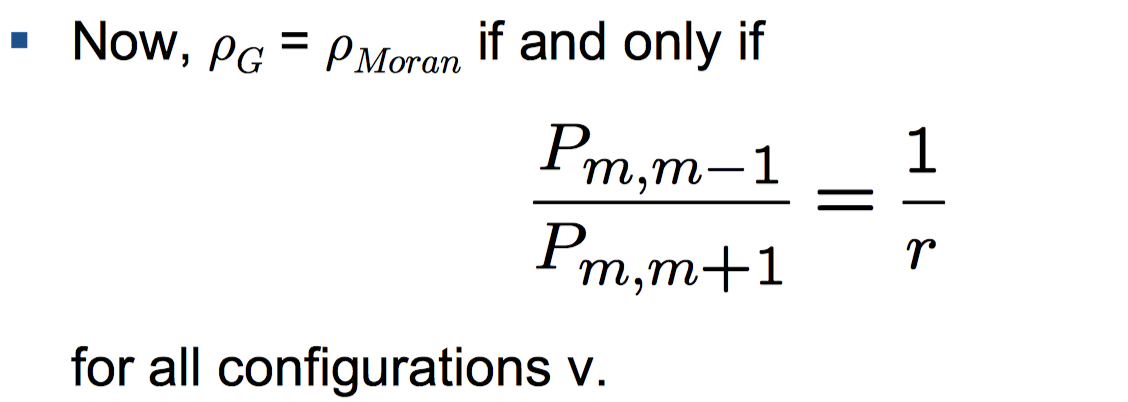 ▪ Now, ρ_G = ρ_Moran if and only if
P_{m,m−1} / P_{m,m+1} = 1 / r
for all configurations v.